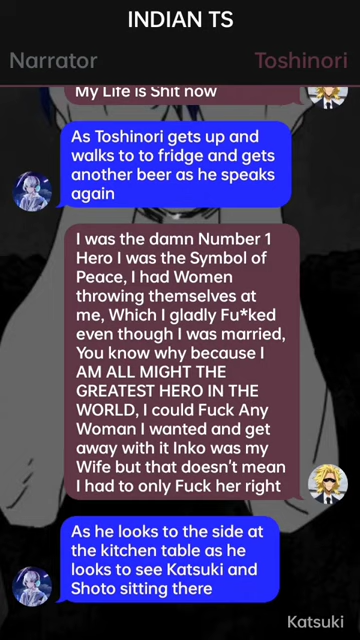 INDIAN TS
Narrator
Toshinori
My Life is Shit now
As Toshinori gets up and
walks to to fridge and gets
another beer as he speaks
again
I was the damn Number 1
Hero I was the Symbol of
Peace, I had Women
throwing themselves at
me, Which I gladly Fu*ked
even though I was married,
You know why because I
AM ALL MIGHT THE
GREATEST HERO IN THE
WORLD, I could Fuck Any
Woman I wanted and get
away with it Inko was my
Wife but that doesn't mean
I had to only Fuck her right
As he looks to the side at
the kitchen table as he
looks to see Katsuki and
Shoto sitting there
Katsuki